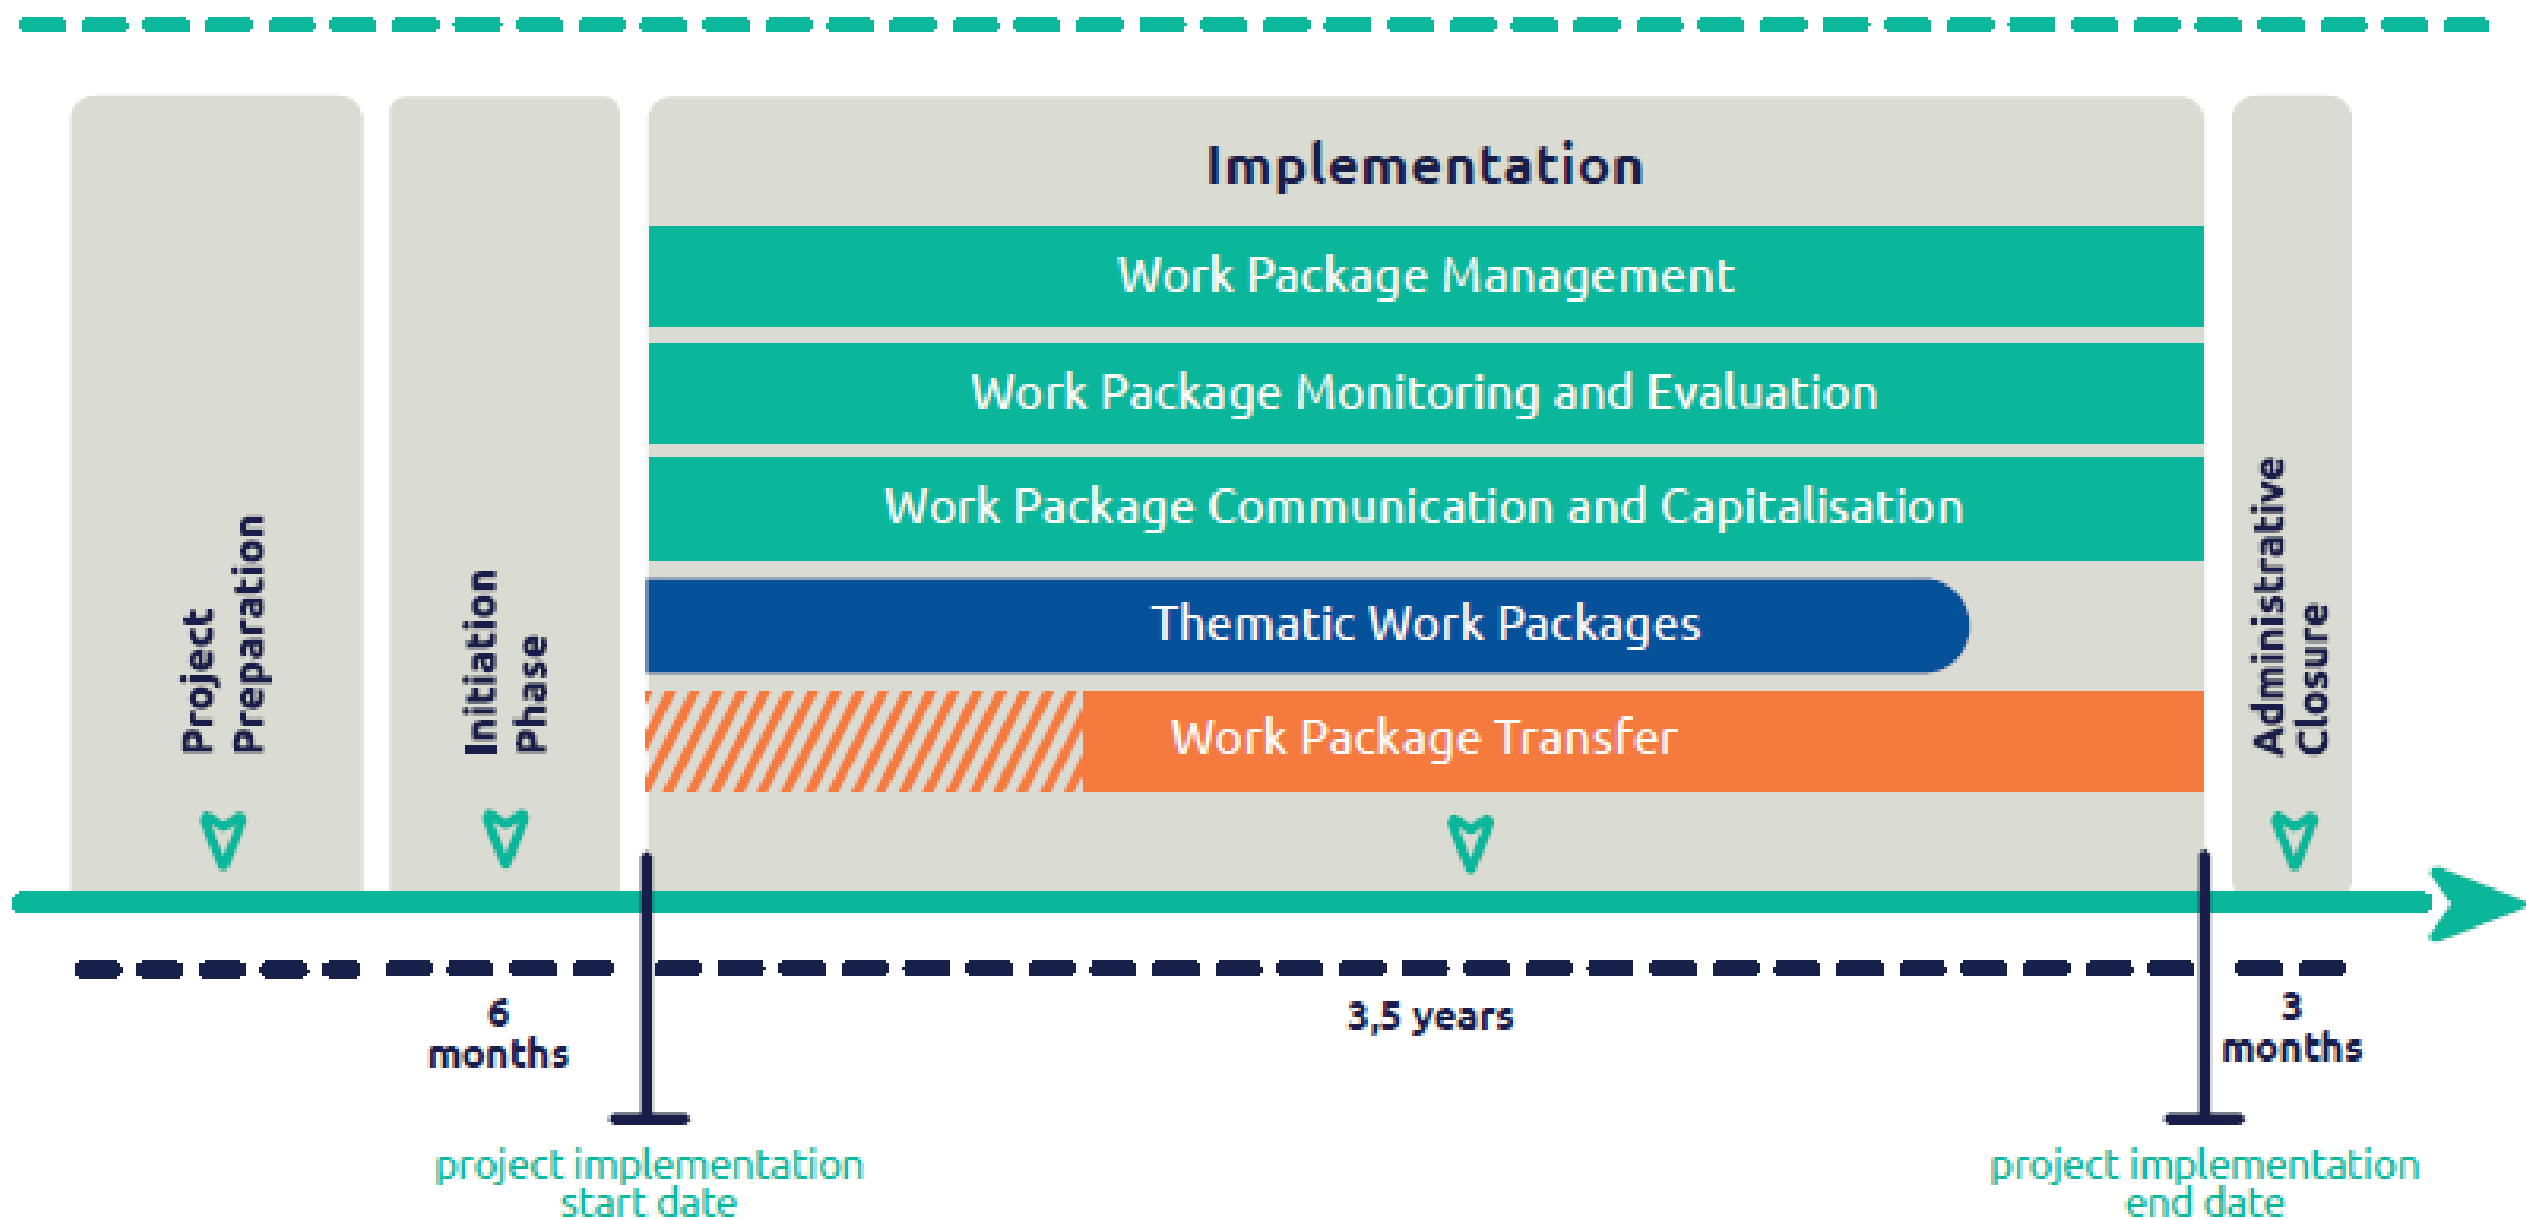 Implementation
Work Package Management
Work Package Monitoring and Evaluation
Work Package Communication and Capitalisation
Thematic Work Packages
Work Package Transfer
Project
Preparation
Initiation
Phase
Administrative
Closure
6
months
3,5 years
3
months
project implementation
start date
project implementation
end date